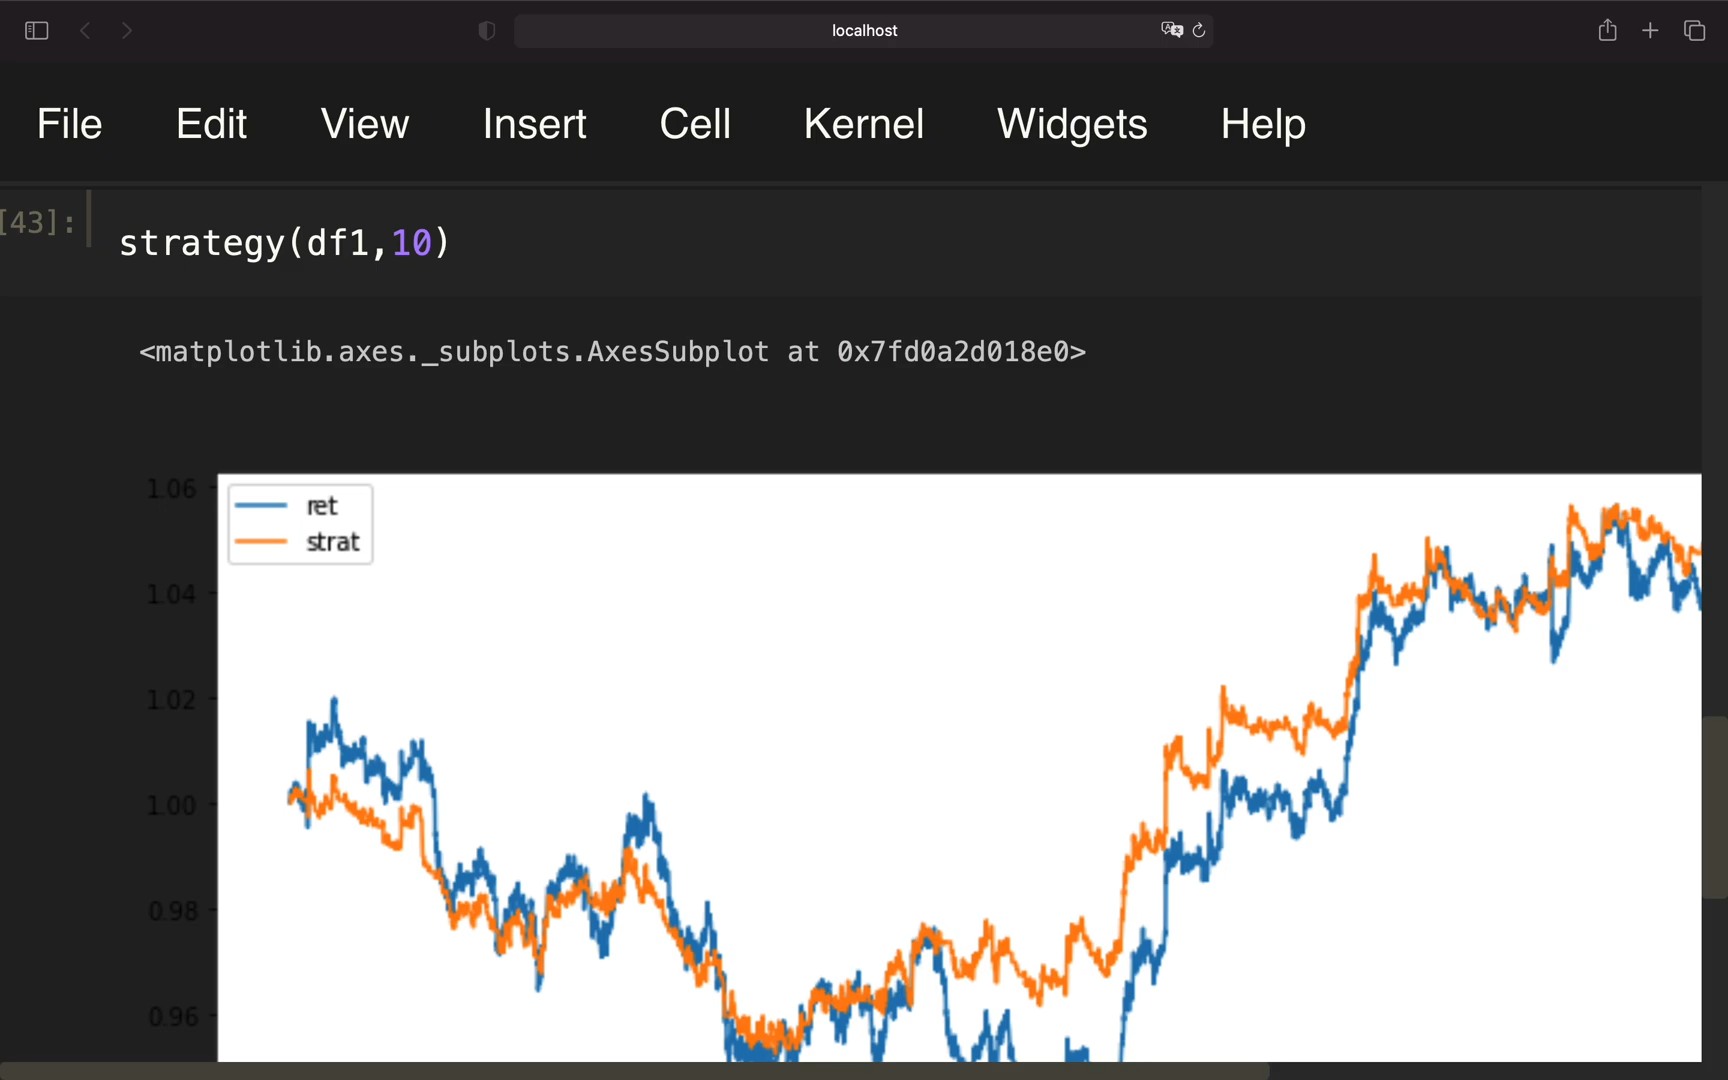 localhost
File Edit View Insert Cell Kernel Widgets Help
[43]:
strategy(df1,10)
<matplotlib.axes._subplots.AxesSubplot at 0x7fd0a2d018e0>
1.06
ret
strat
1.04
1.02
1.00
0.98
0.96